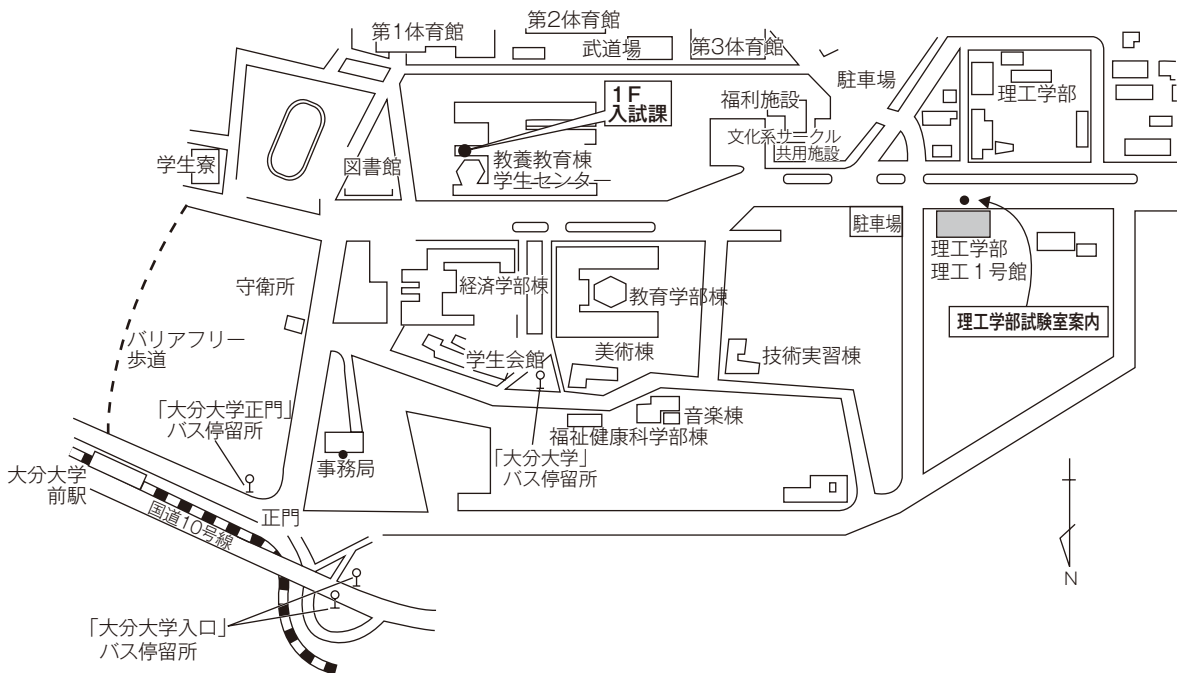 第1体育館
第2体育館
武道場
第3体育館
駐車場
1F
入試課
福利施設
理工学部
文化系サークル
共用施設
学生寮
図書館
教養教育棟
学生センター
駐車場
理工学部
理工1号館
守衛所
経済学部棟
教育学部棟
理工学部試験室案内
バリアフリー
歩道
学生会館
美術棟
技術実習棟
「大分大学正門」
バス停留所
音楽棟
福祉健康科学部棟
事務局
「大分大学」
バス停留所
大分大学
前駅
国道10号線
正門
N
「大分大学入口」
バス停留所